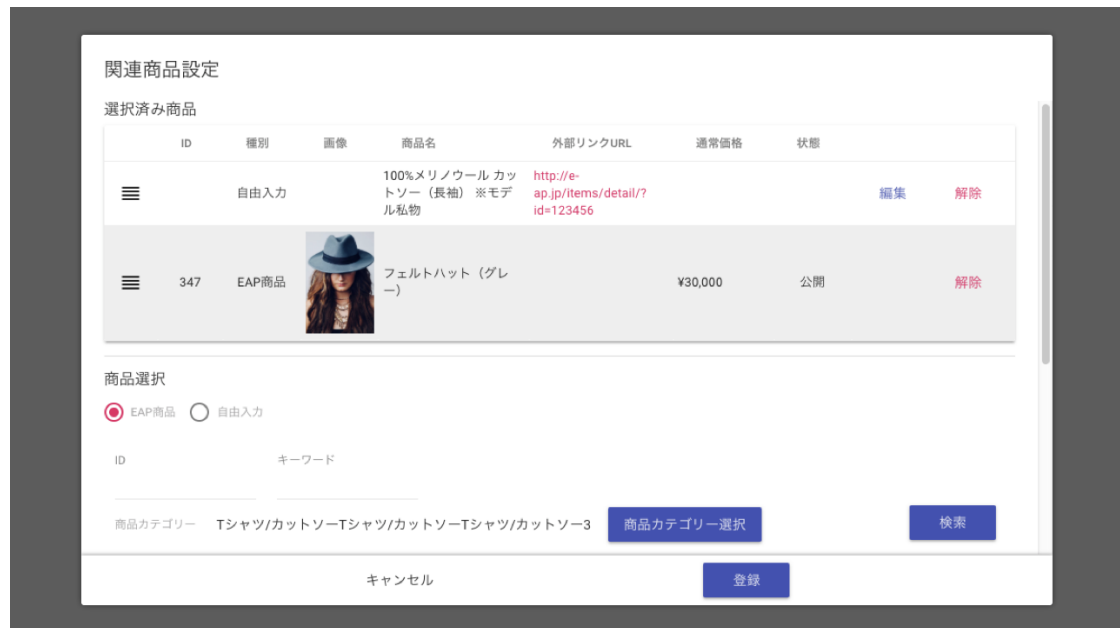 関連商品設定
選択済み商品
ID 種別 画像 商品名 外部リンクURL 通常価格 状態
自由入力 100%メリノウール カッ http://e- 編集 解除
トソー（長袖） ※モデ ap.jp/items/detail/?
ル私物 id=123456
347 EAP商品 フェルトハット（グレ ¥30,000 公開 解除
ー）
商品選択
EAP商品 自由入力
ID キーワード
商品カテゴリー Tシャツ/カットソーTシャツ/カットソーTシャツ/カットソー3 商品カテゴリー選択 検索
キャンセル 登録